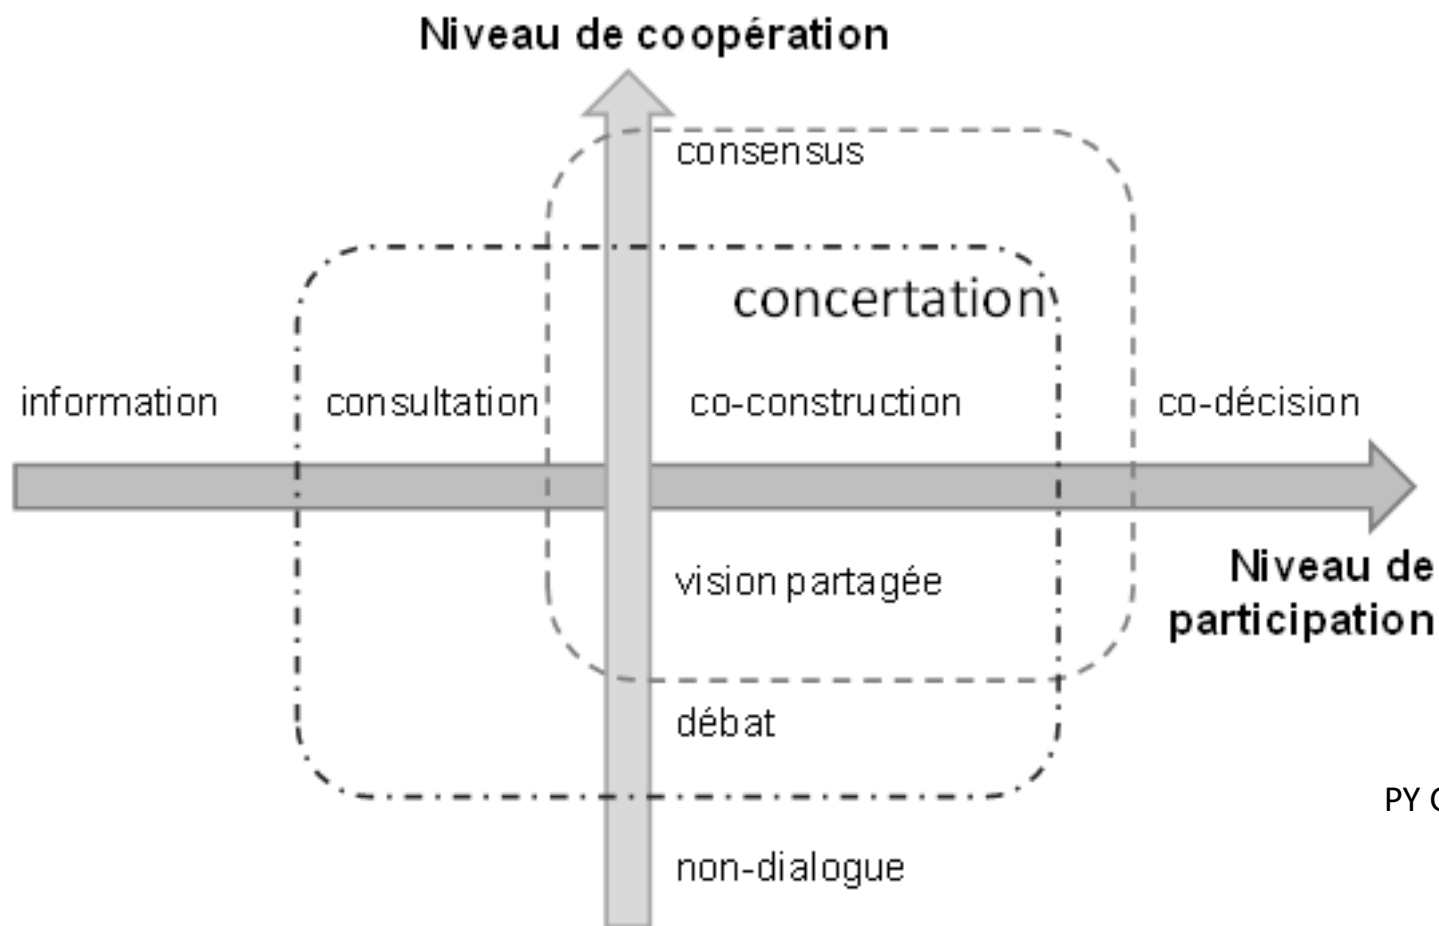 Niveau de coopération
consensus
concertation
information
consultation
co-construction
co-décision
Niveau de
participation
vision partagée
débat
PY
non-dialogue